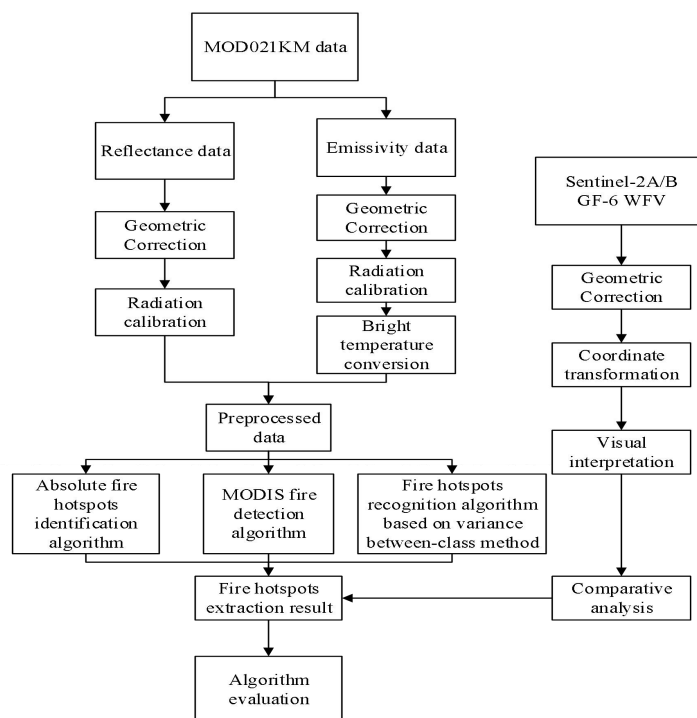 MOD021KM data
Reflectance data
Emissivity data
Geometric
Correction
Geometric
Correction
Radiation
calibration
Radiation
calibration
Bright
temperature
conversion
Sentinel-2A/B
GF-6 WFV
Geometric
Correction
Coordinate
transformation
Visual
interpretation
Preprocessed
data
Absolute fire
hotspots
identification
algorithm
MODIS fire
detection
algorithm
Fire hotspots
recognition algorithm
based on variance
between-class method
Fire hotspots
extraction result
Comparative
analysis
Algorithm
evaluation